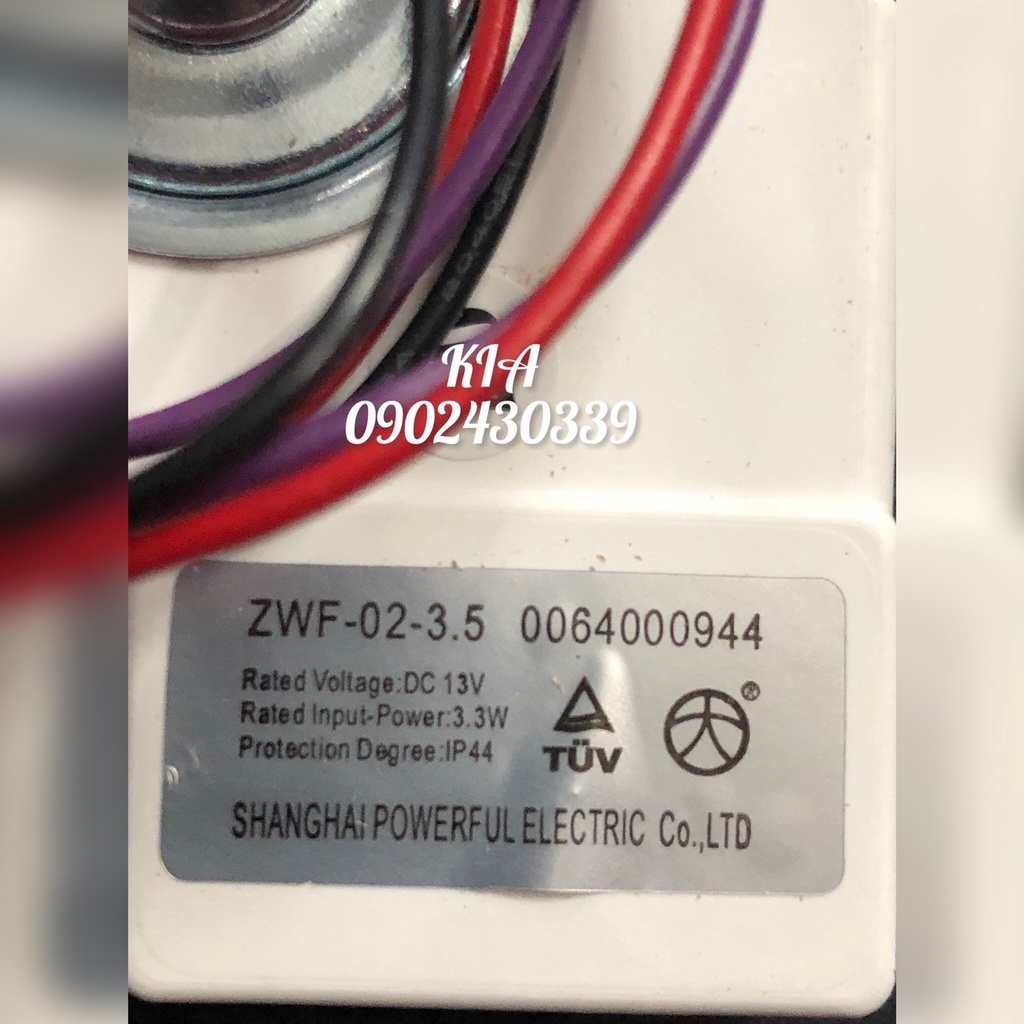 KIA
0902430339
ZWF-02-3.5 0064000944
Rated Voltage:DC 13V
Rated Input-Power:3.3W
Protection Degree:IP44
TÜV
大
®
SHANGHAI POWERFUL ELECTRIC Co.,LTD